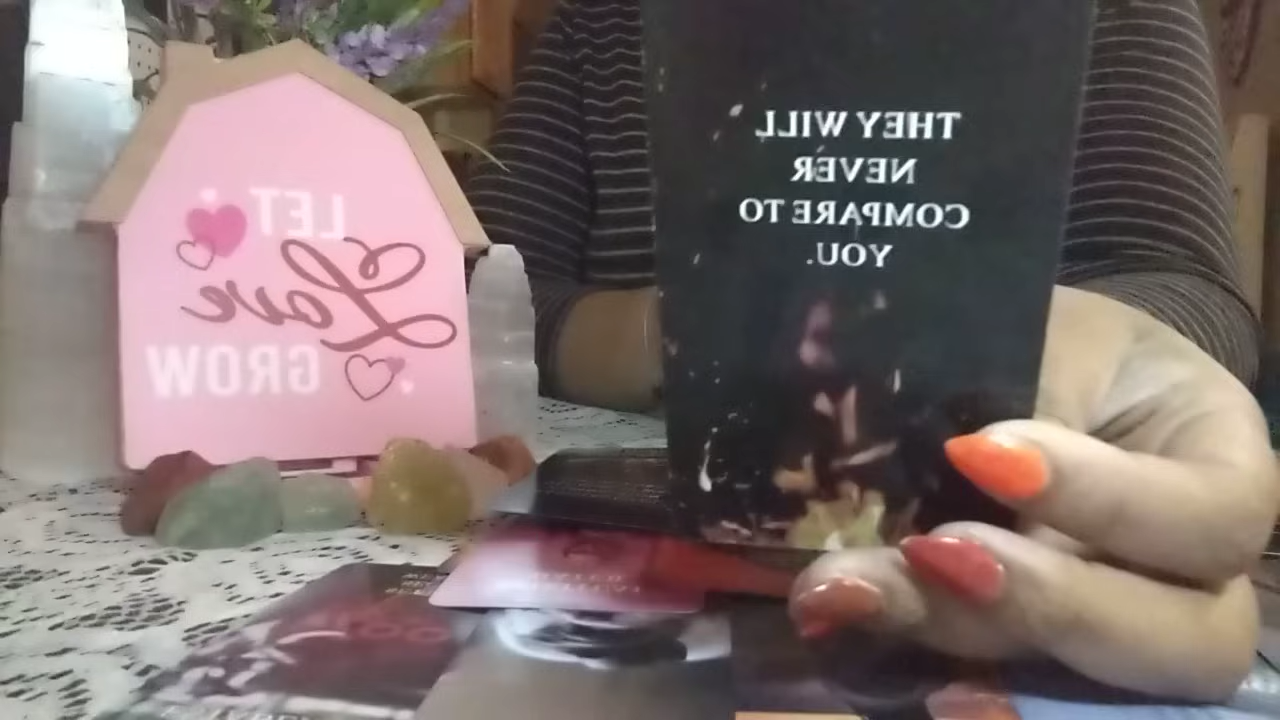 THEY WILL
NEVER
COMPARE TO
YOU.
LET
Love
GROW